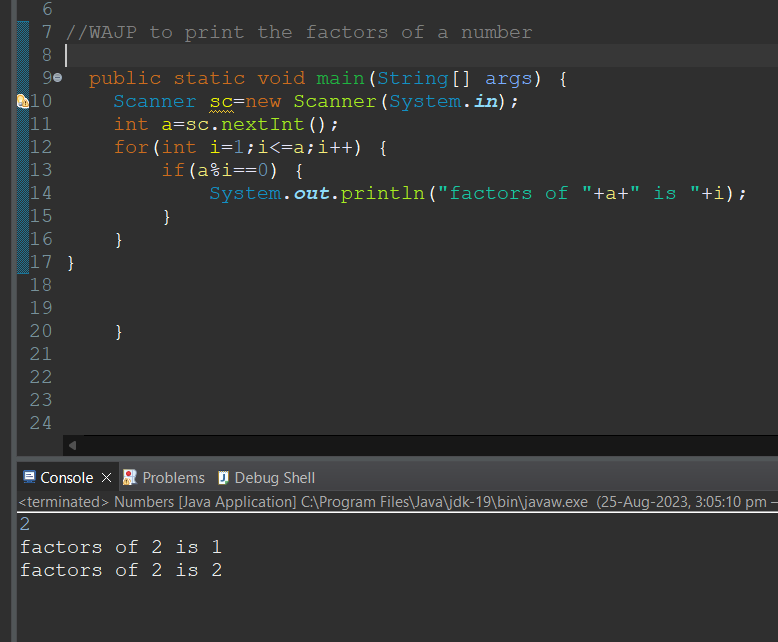 6
7 //WAJP to print the factors of a number
8
9 public static void main(String[] args) {
10 Scanner sc=new Scanner(System.in);
11 int a=sc.nextInt();
12 for(int i=1;i<=a;i++) {
13 if(a%i==0) {
14 System.out.println("factors of "+a+" is "+i);
15 }
16 }
17 }
18
19
20 }
21
22
23
24
Console Problems Debug Shell
<terminated> Numbers [Java Application] C:\Program Files\Java\jdk-19\bin\javaw.exe (25-Aug-2023, 3:05:10 pm –
2
factors of 2 is 1
factors of 2 is 2